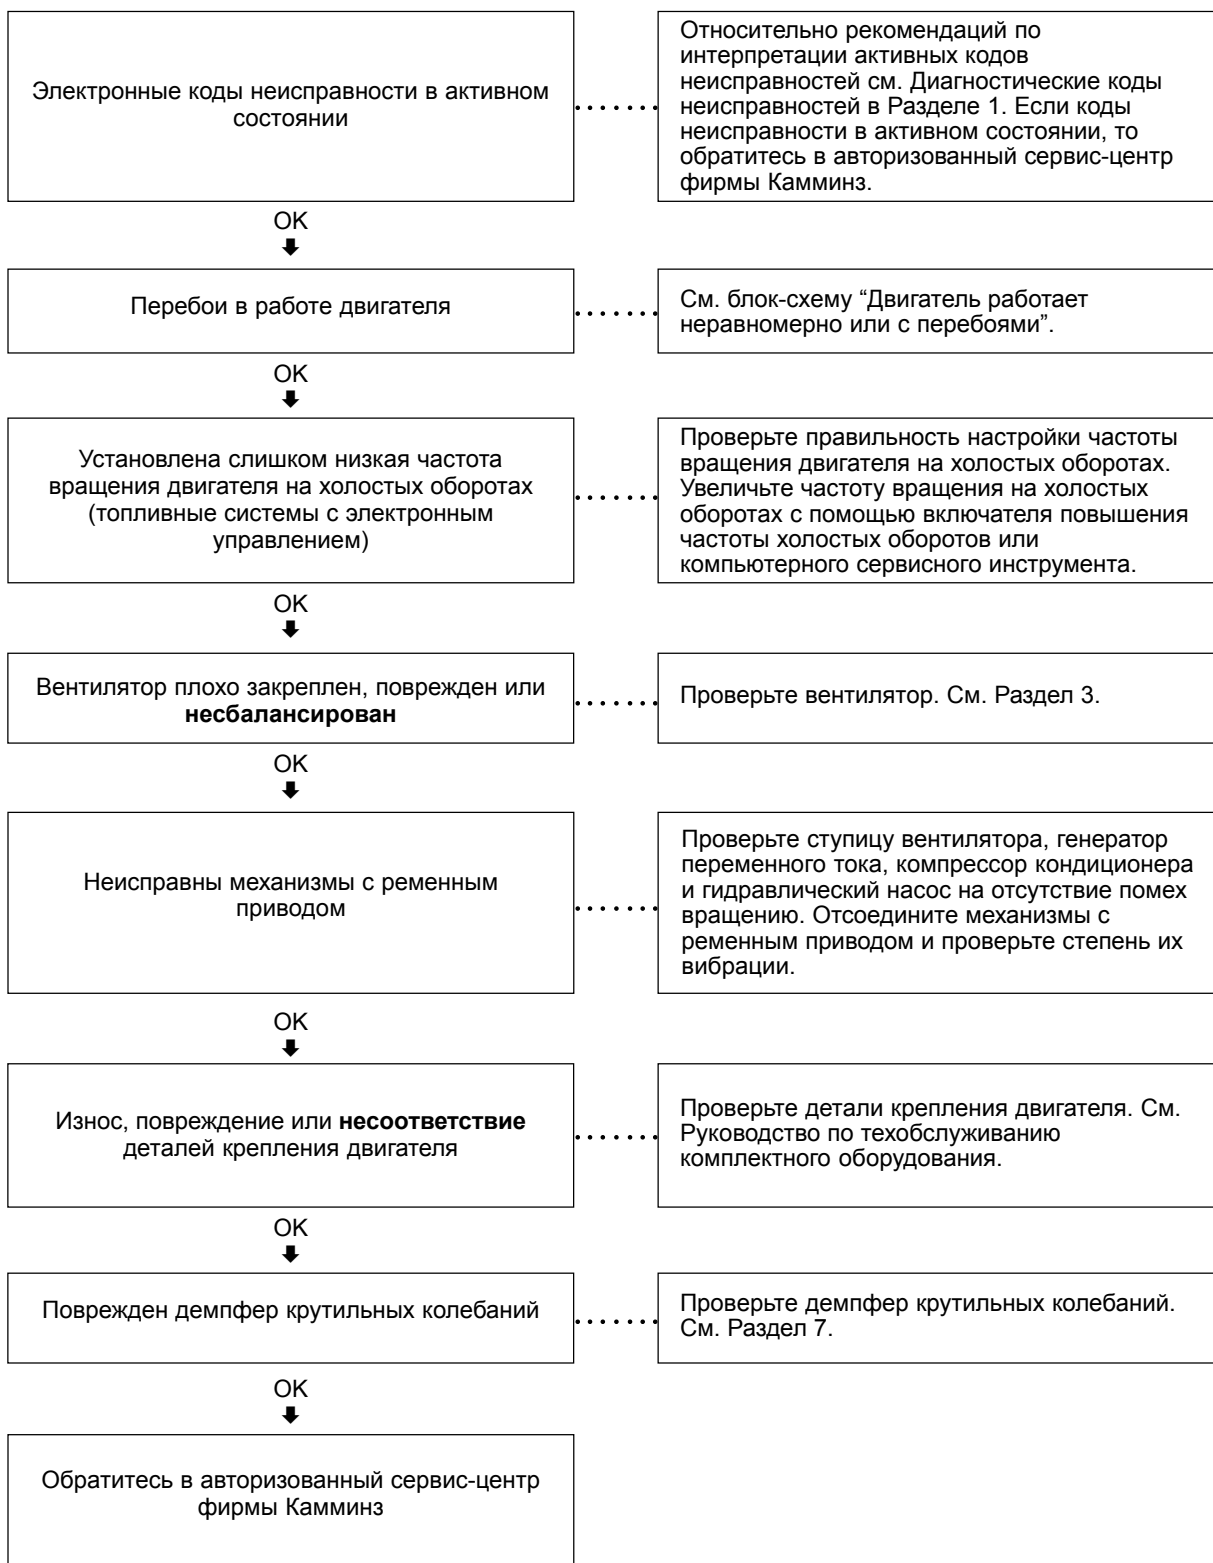 Электронные коды неисправности в активном
состоянии
Относительно рекомендаций по
интерпретации активных кодов
неисправностей см. Диагностические коды
неисправностей в Разделе 1. Если коды
неисправности в активном состоянии, то
обратитесь в авторизованный сервис-центр
фирмы Камминз.
OK
Перебои в работе двигателя
См. блок-схему “Двигатель работает
неравномерно или с перебоями”.
OK
Установлена слишком низкая частота
вращения двигателя на холостых оборотах
(топливные системы с электронным
управлением)
Проверьте правильность настройки частоты
вращения двигателя на холостых оборотах.
Увеличьте частоту вращения на холостых
оборотах с помощью включателя повышения
частоты холостых оборотов или
компьютерного сервисного инструмента.
OK
Вентилятор плохо закреплен, поврежден или
несбалансирован
Проверьте вентилятор. См. Раздел 3.
OK
Неисправны механизмы с ременным
приводом
Проверьте ступицу вентилятора, генератор
переменного тока, компрессор кондиционера
и гидравлический насос на отсутствие помех
вращению. Отсоедините механизмы с
ременным приводом и проверьте степень их
вибрации.
OK
Износ, повреждение или несоответствие
деталей крепления двигателя
Проверьте детали крепления двигателя. См.
Руководство по техобслуживанию
комплектного оборудования.
OK
Поврежден демпфер крутильных колебаний
Проверьте демпфер крутильных колебаний.
См. Раздел 7.
OK
Обратитесь в авторизованный сервис-центр
фирмы Камминз